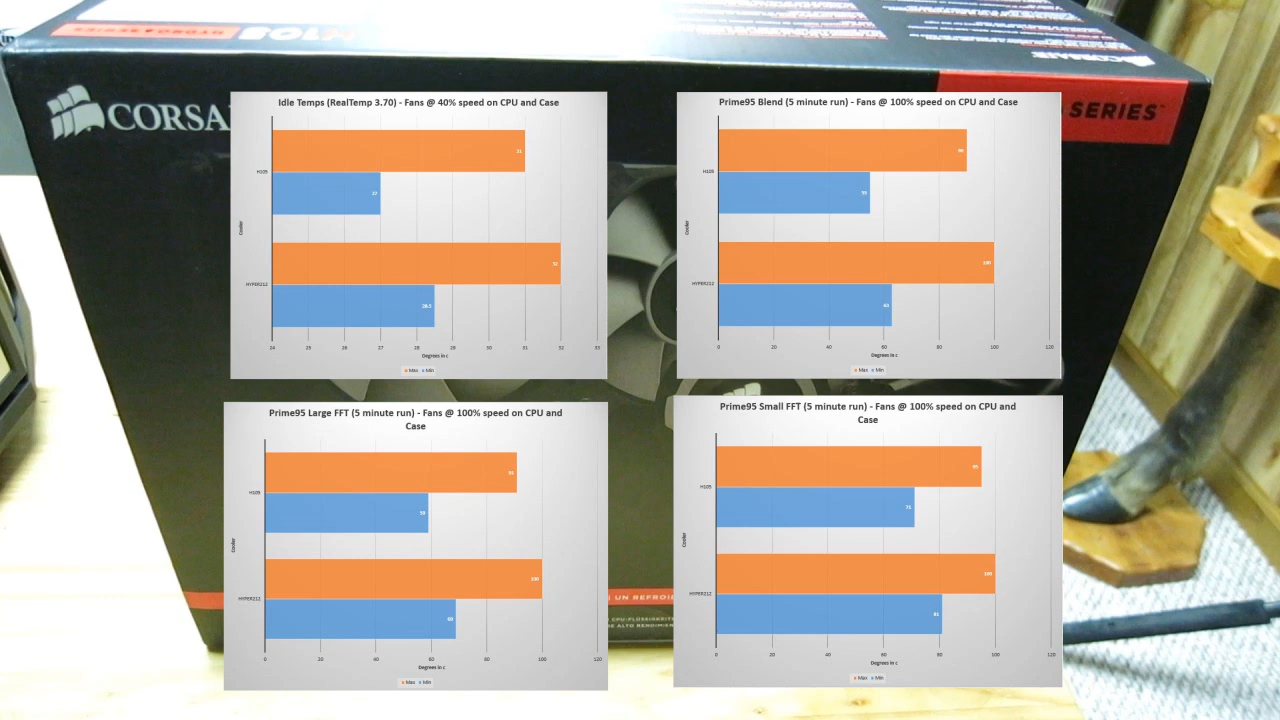 HYDRO SERIES
CORSA
SERIES™
Idle Temps (RealTemp 3.70) - Fans @ 40% speed on CPU and Case
31
H105
27
Cooler
32
HYPER212
28.5
24 25 26 27 28 29 30 31 32 33
Degrees in c
Max Min
Prime95 Blend (5 minute run) - Fans @ 100% speed on CPU and Case
90
H105
55
Cooler
100
HYPER212
63
0 20 40 60 80 100 120
Degrees in c
Max Min
Prime95 Large FFT (5 minute run) - Fans @ 100% speed on CPU and
Case
91
H105
59
Cooler
100
HYPER212
69
0 20 40 60 80 100 120
Degrees in c
Max Min
Prime95 Small FFT (5 minute run) - Fans @ 100% speed on CPU and
Case
95
H105
71
Cooler
100
HYPER212
81
0 20 40 60 80 100 120
Degrees in c
Max Min
UN REFROI
ALTO